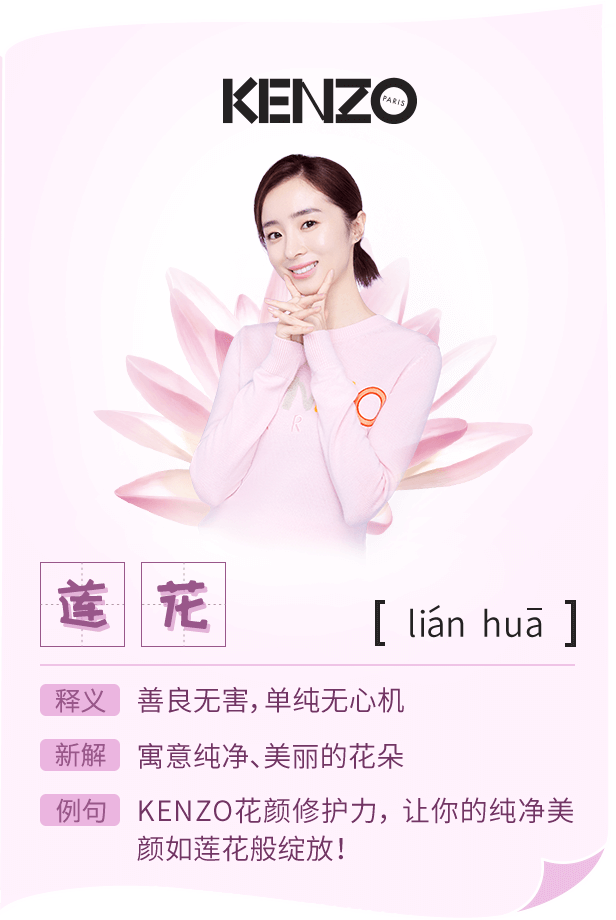 KENZO
PARIS
R
莲花
[ lián huā ]
释义 善良无害，单纯无心机
新解 寓意纯净、美丽的花朵
例句 KENZO花颜修护力，让你的纯净美
颜如莲花般绽放！